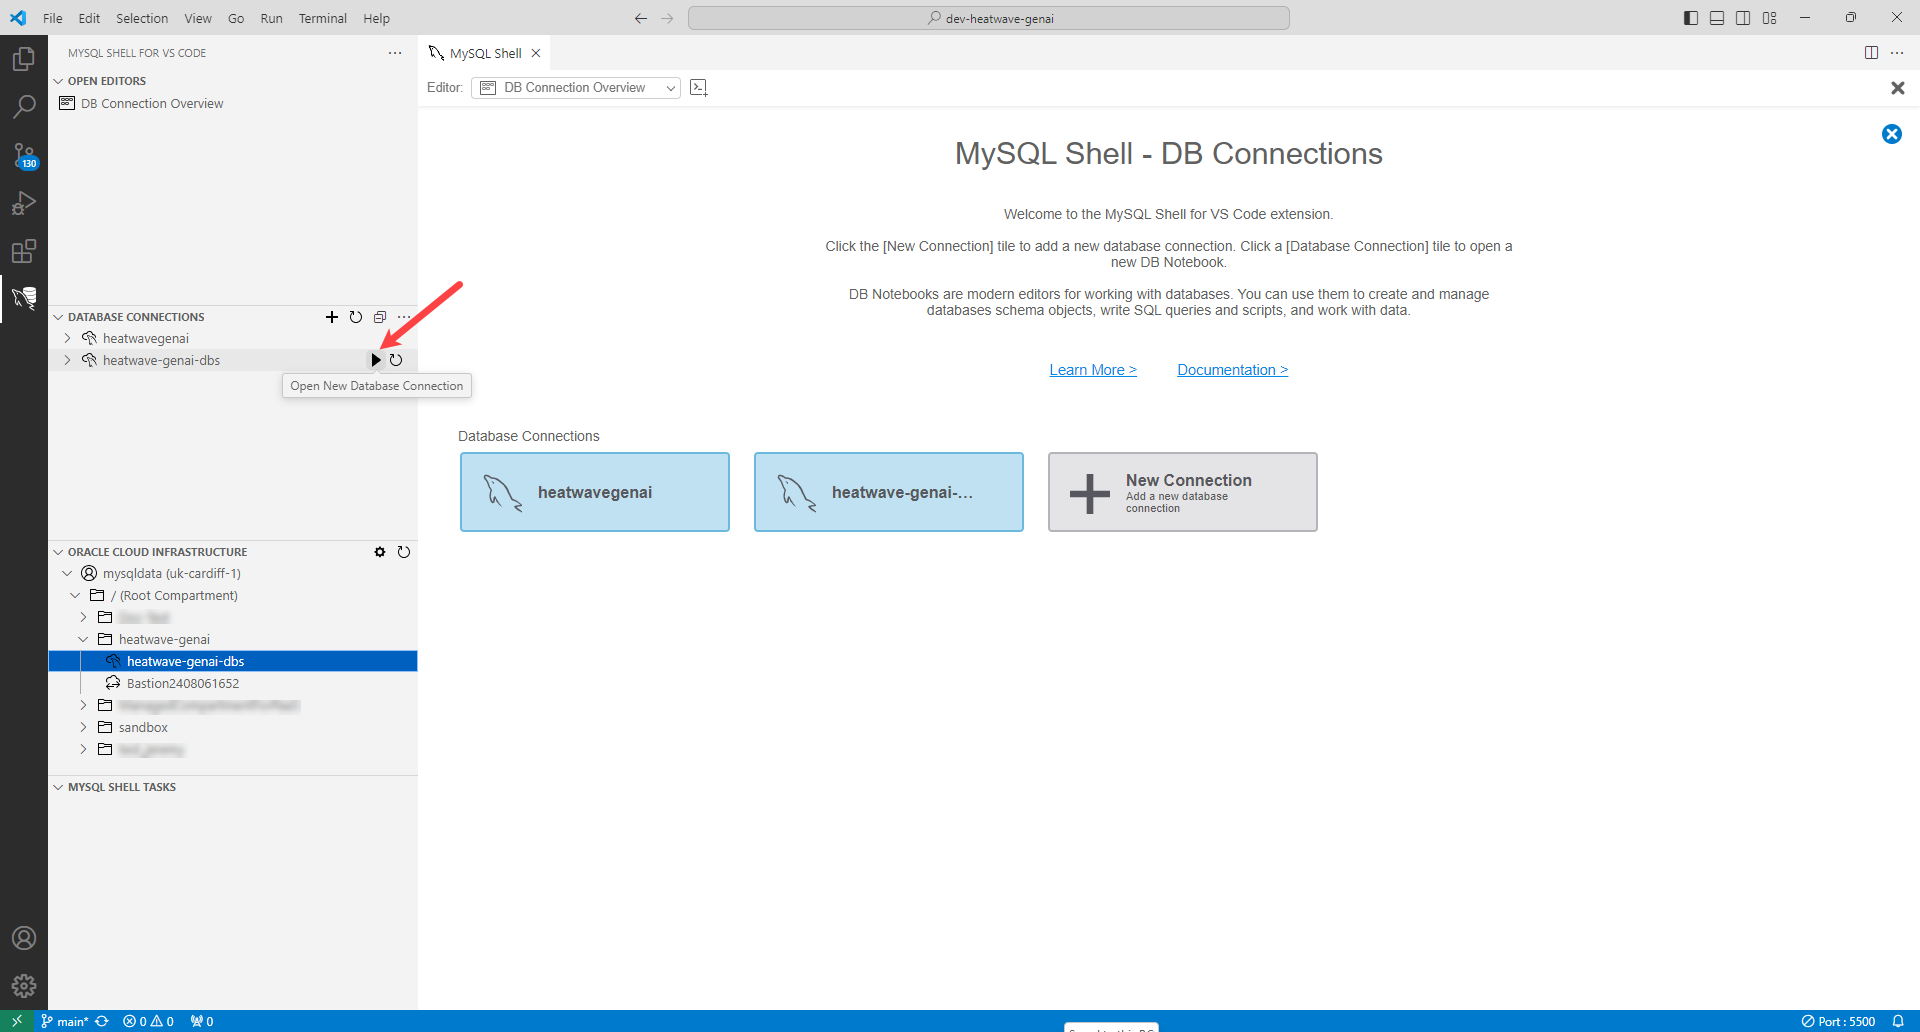 File Edit Selection View Go Run Terminal Help
dev-heatwave-genai
MYSQL SHELL FOR VS CODE
OPEN EDITORS
DB Connection Overview
130
DATABASE CONNECTIONS
heatwavegenai
heatwave-genai-dbs
Open New Database Connection
ORACLE CLOUD INFRASTRUCTURE
mysqldata (uk-cardiff-1)
/ (Root Compartment)
heatwave-genai
heatwave-genai-dbs
Bastion2408061652
sandbox
MYSQL SHELL TASKS
MySQL Shell
Editor: DB Connection Overview
MySQL Shell - DB Connections
Welcome to the MySQL Shell for VS Code extension.
Click the [New Connection] tile to add a new database connection. Click a [Database Connection] tile to open a
new DB Notebook.
DB Notebooks are modern editors for working with databases. You can use them to create and manage
databases schema objects, write SQL queries and scripts, and work with data.
Learn More > Documentation >
Database Connections
heatwavegenai
heatwave-genai-...
New Connection
Add a new database
connection
main* 0 0 0
Port : 5500